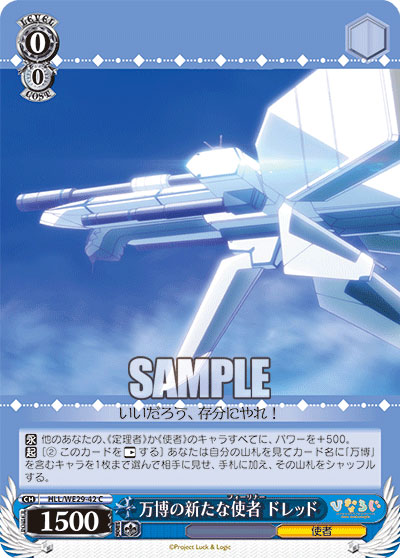 LEVEL
0
0
COST
SAMPLE
いいだろう、存分にやれ！
永 他のあなたの、《定理者》か《使者》のキャラすべてに、パワーを＋500。
起 [② このカードを する] あなたは自分の山札を見てカード名に「万博」
を含むキャラを1枚まで選んで相手に見せ、手札に加え、その山札をシャッフル
する。
CH HLL/WE29-42 C
フォーリナー
万博の新たな使者 ドレッド
ひなろじ
1500
使者
©Project Luck & Logic